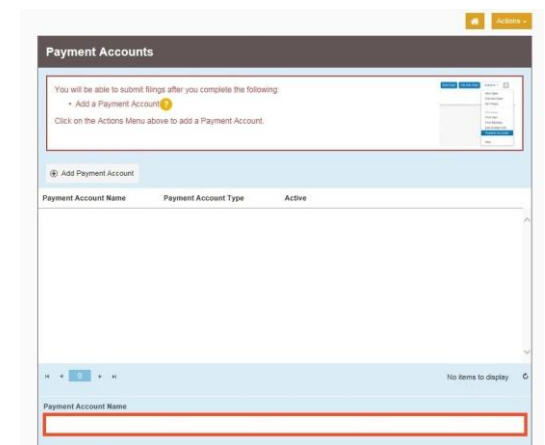 Actions
Payment Accounts
You will be able to submit filings after you complete the following:
• Add a Payment Account ?
Click on the Actions Menu above to add a Payment Account.
Add Payment Account
Payment Account Name Payment Account Type Active
0
No items to display
Payment Account Name